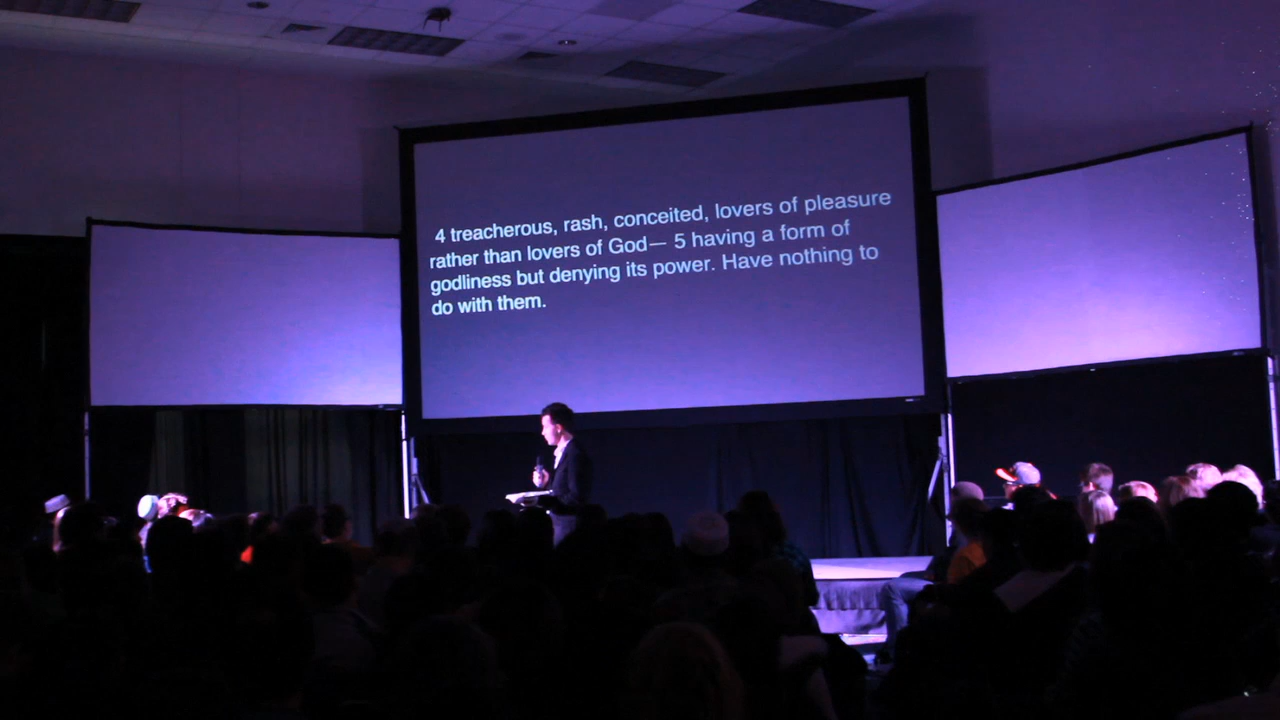 4 treacherous, rash, conceited, lovers of pleasure
rather than lovers of God— 5 having a form of
godliness but denying its power. Have nothing to
do with them.